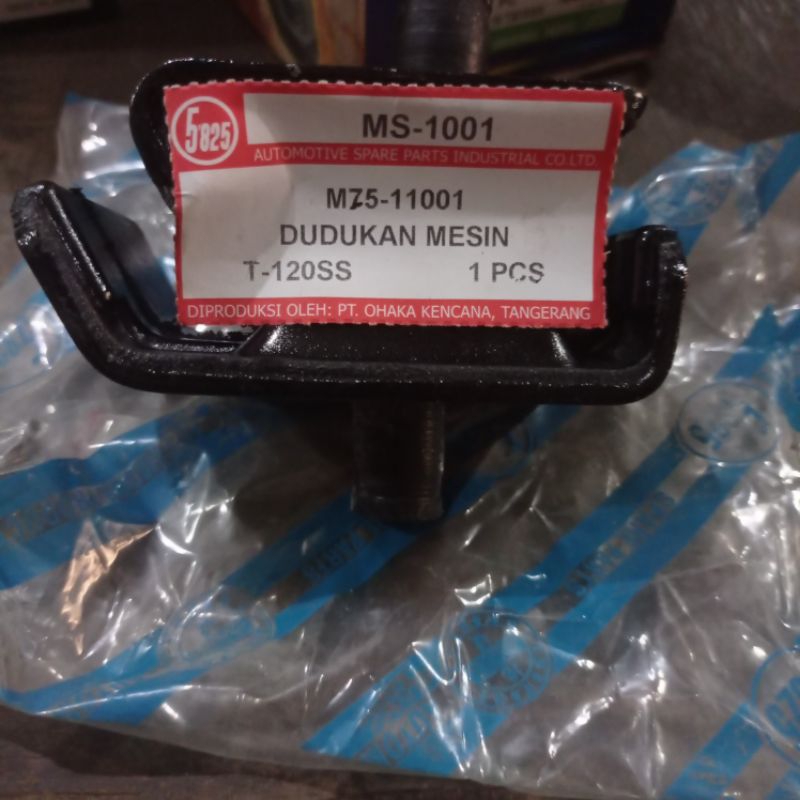 5825
MS-1001
AUTOMOTIVE SPARE PARTS INDUSTRIAL CO.LTD.
MZ5-11001
DUDUKAN MESIN
T-120SS 1 PCS
DIPRODUKSI OLEH: PT. OHAKA KENCANA, TANGERANG